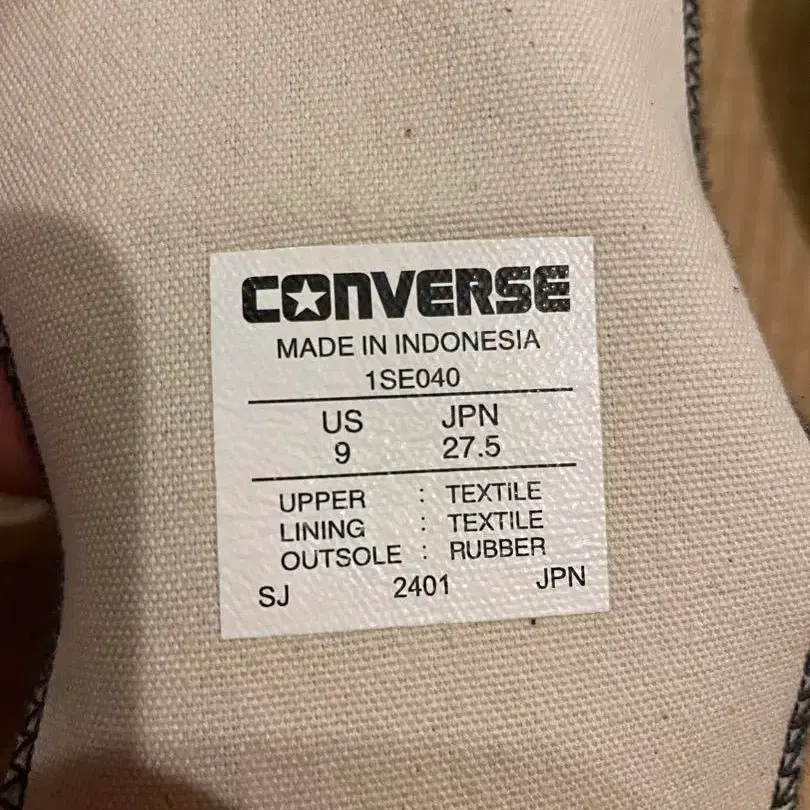 CONVERSE
MADE IN INDONESIA
1SE040
US JPN
9 27.5
UPPER : TEXTILE
LINING : TEXTILE
OUTSOLE : RUBBER
SJ 2401 JPN